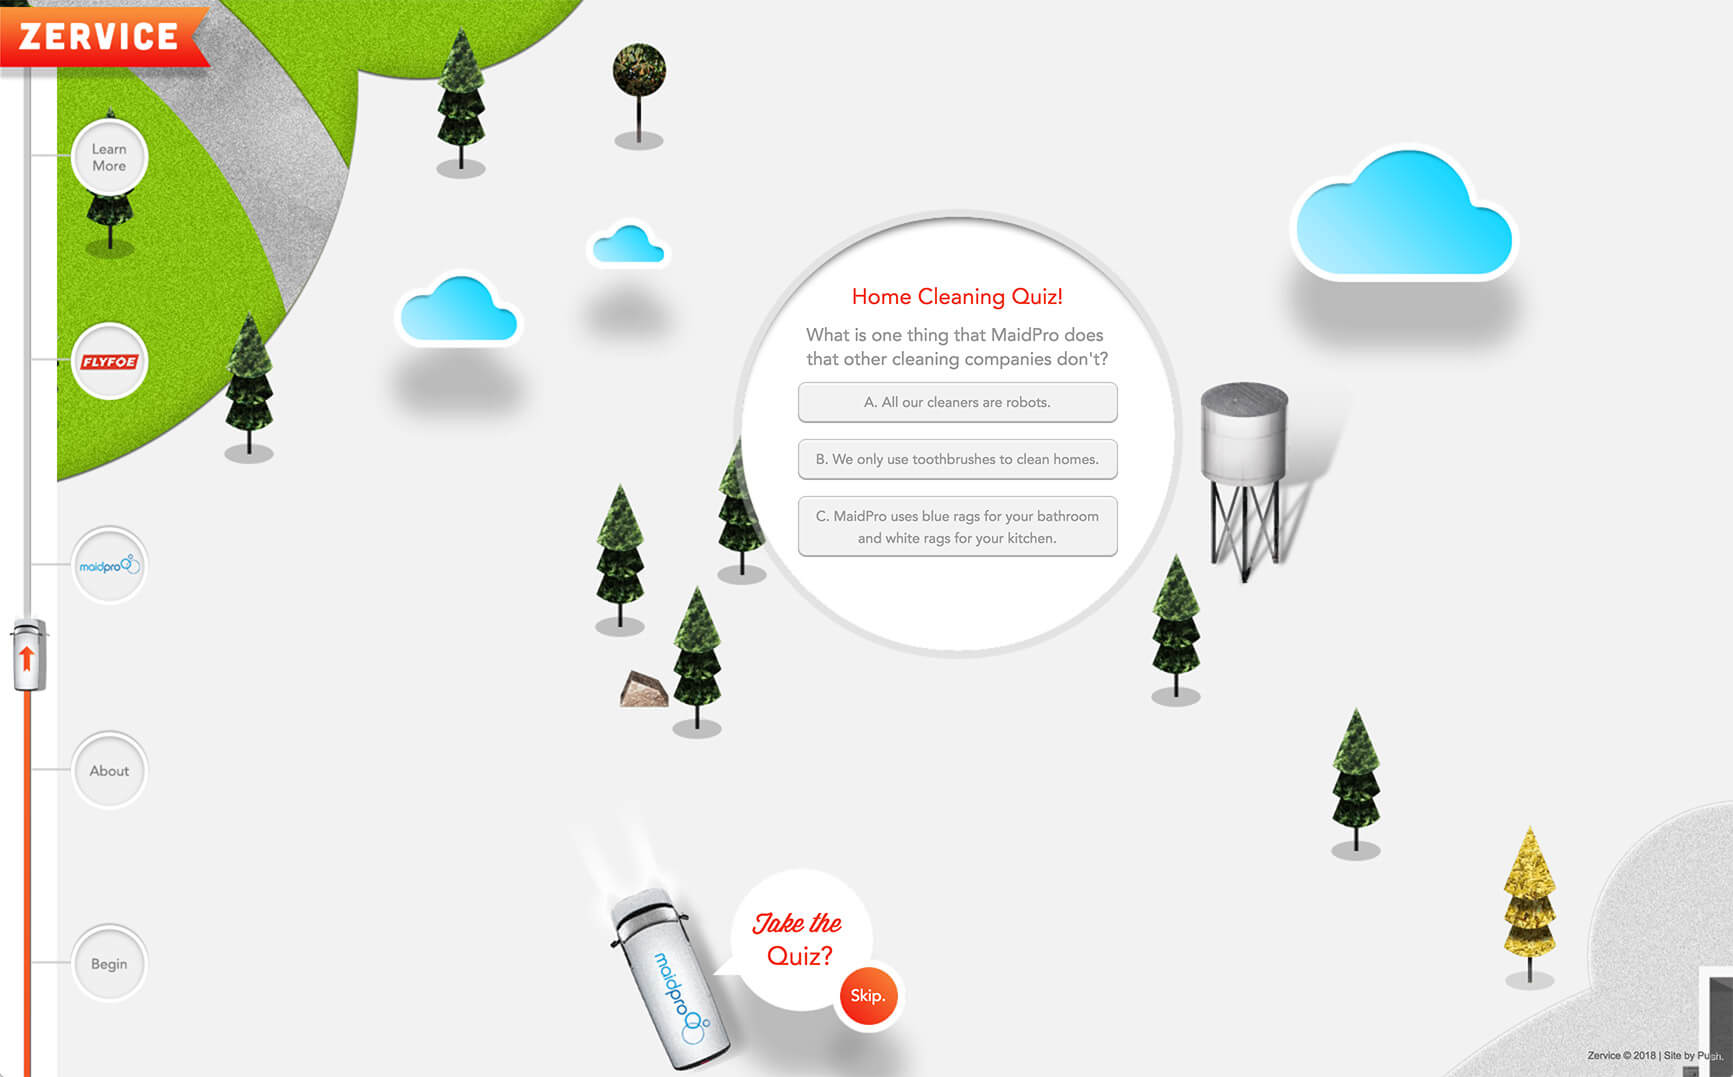 ZERVICE
Learn
More
FLYFOE
maidpro
About
Begin
Home Cleaning Quiz!
What is one thing that MaidPro does
that other cleaning companies don't?
A. All our cleaners are robots.
B. We only use toothbrushes to clean homes.
C. MaidPro uses blue rags for your bathroom
and white rags for your kitchen.
maidpro
Take the
Quiz?
Skip.
Zervice © 2018 | Site by Push.